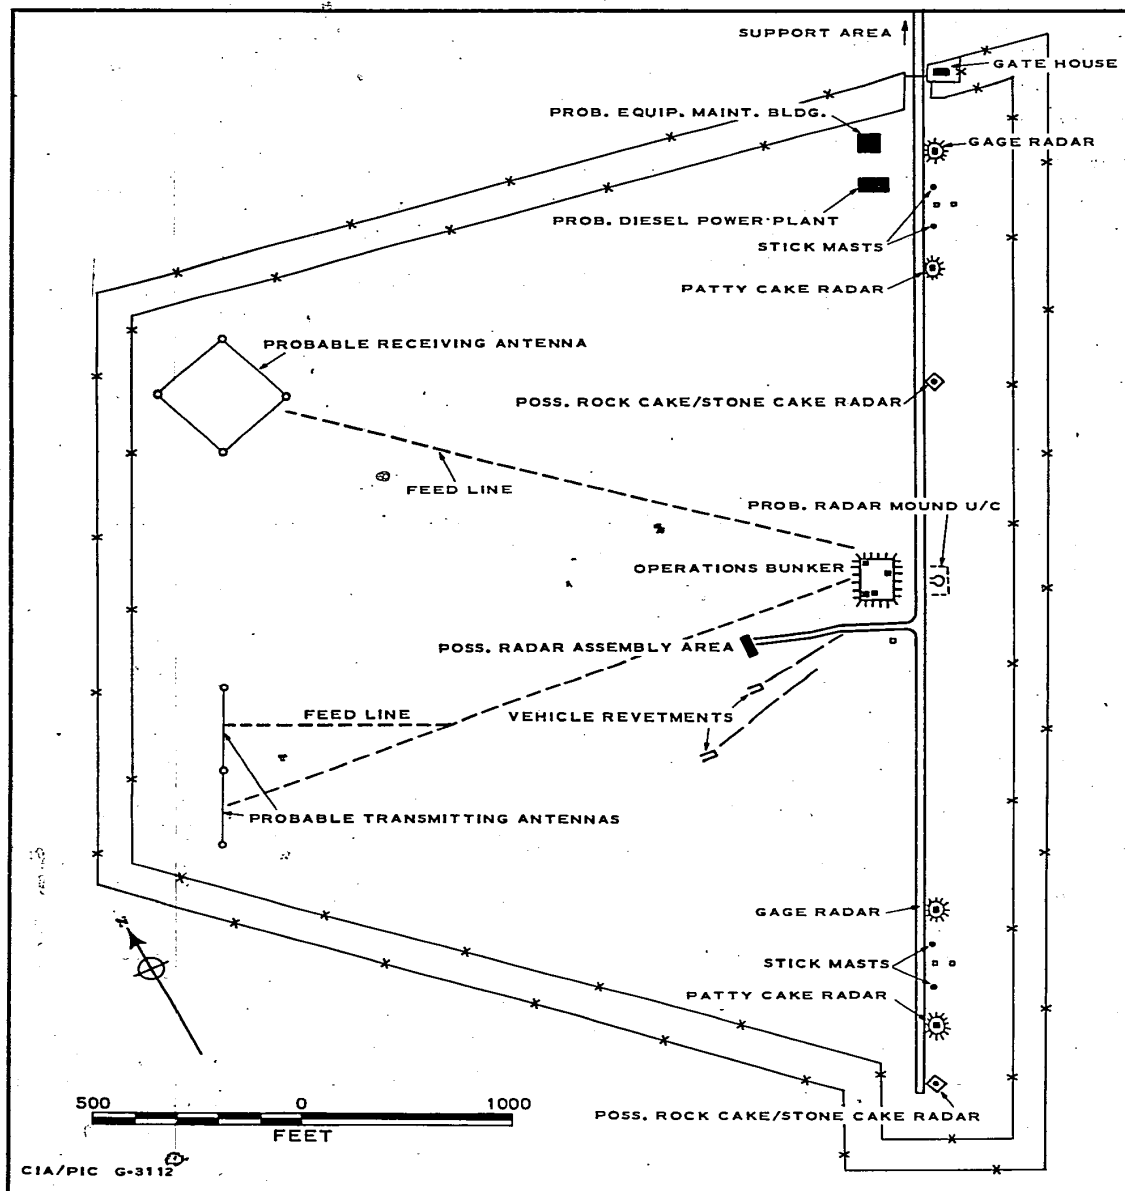 SUPPORT AREA
GATE HOUSE
PROB. EQUIP. MAINT. BLDG.
GAGE RADAR
PROB. DIESEL POWER PLANT
STICK MASTS
PATTY CAKE RADAR
PROBABLE RECEIVING ANTENNA
POSS. ROCK CAKE/STONE CAKE RADAR
FEED LINE
PROB. RADAR MOUND U/C
OPERATIONS BUNKER
POSS. RADAR ASSEMBLY AREA
FEED LINE
VEHICLE REVETMENTS
PROBABLE TRANSMITTING ANTENNAS
GAGE RADAR
N
STICK MASTS
PATTY CAKE RADAR
500 0 1000
FEET
POSS. ROCK CAKE/STONE CAKE RADAR
CIA/PIC G-3112